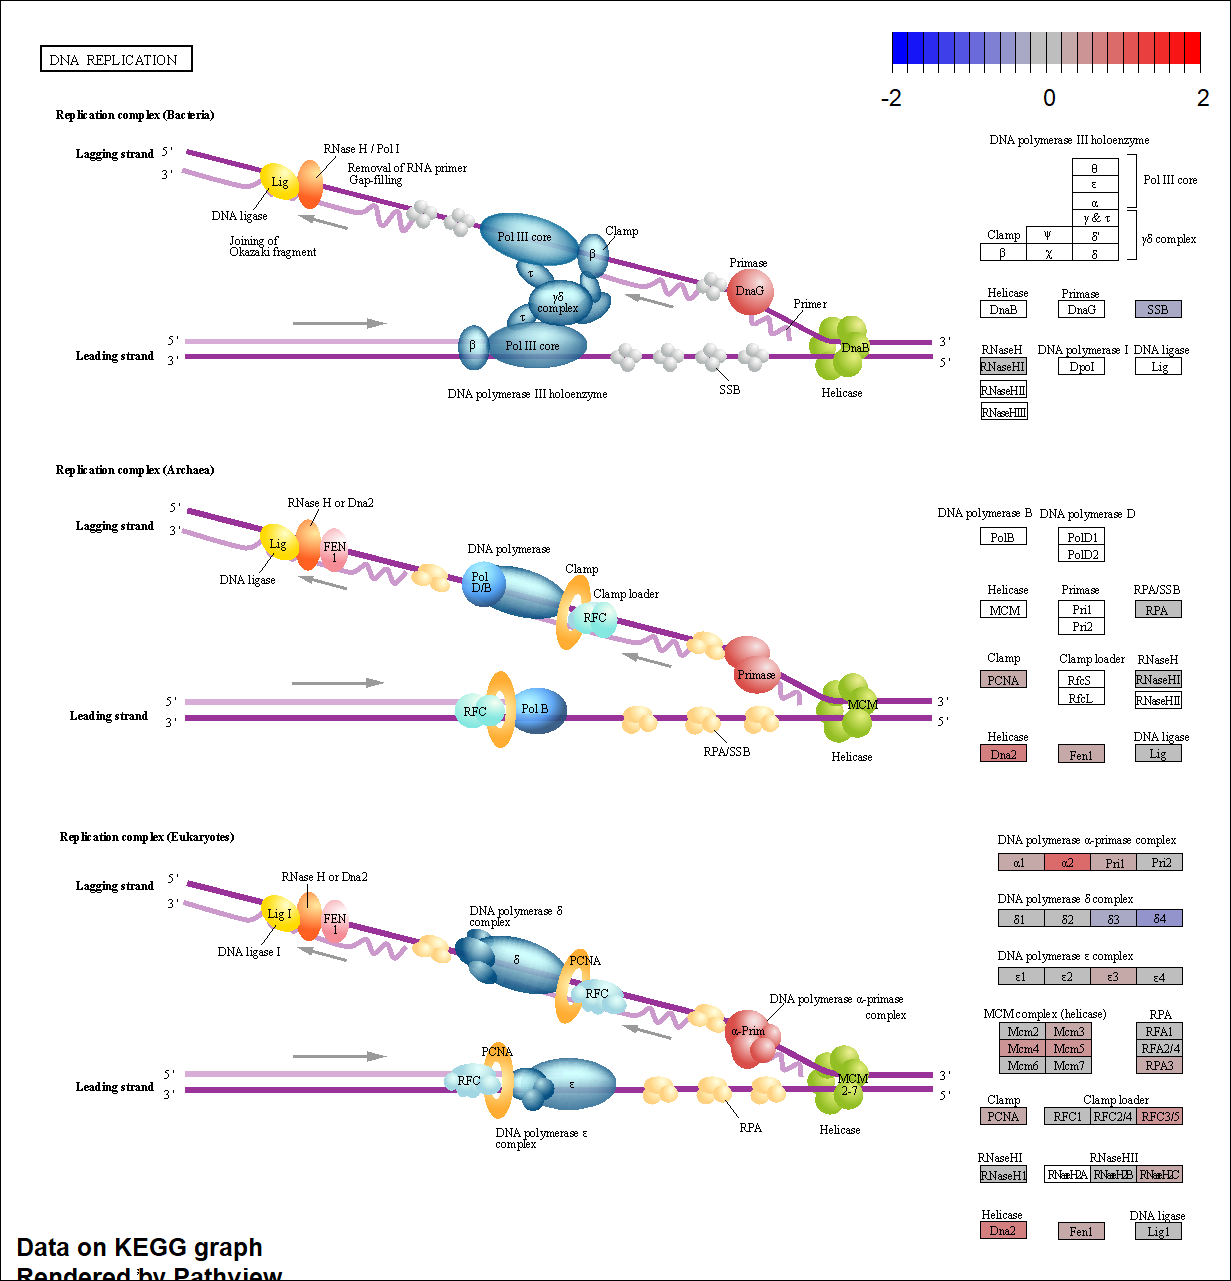 DNA REPLICATION
-2 0 2
Replication complex (Bacteria)
Lagging strand 5'
3'
RNase H / Pol I
Removal of RNA primer
Gap-filling
Lig
DNA ligase
Joining of
Okazaki fragment
Pol III core
Clamp
β
τ
γδ
complex
τ
Primase
DnaG
Primer
β
Pol III core
DnaB
Leading strand 5'
3'
3'
5'
SSB
Helicase
DNA polymerase III holoenzyme
DNA polymerase III holoenzyme
θ
ε
α
Pol III core
γ & τ
Clamp ψ δ'
β χ δ
γδ complex
Helicase Primase
DnaB DnaG SSB
RNaseH DNA polymerase I DNA ligase
RNaseHI DpoI Lig
RNaseHII
RNaseHIII
Replication complex (Archaea)
Lagging strand 5'
3'
RNase H or Dna2
Lig
FEN
1
DNA ligase
DNA polymerase
Pol
D/B
Clamp
Clamp loader
RFC
Primase
MCM
Leading strand 5'
3'
RFC
Pol B
3'
5'
RPA/SSB
Helicase
DNA polymerase B DNA polymerase D
PolB PolD1
PolD2
Helicase Primase RPA/SSB
MCM Pri1 RPA
Pri2
Clamp Clamp loader RNaseH
PCNA RfcS RNaseHI
RfcL RNaseHII
Helicase DNA ligase
Dna2 Fen1 Lig
Replication complex (Eukaryotes)
Lagging strand 5'
3'
RNase H or Dna2
Lig I
FEN
1
DNA ligase I
DNA polymerase δ
complex
δ
PCNA
RFC
DNA polymerase α-primase
complex
α-Prim
Leading strand 5'
3'
PCNA
RFC
ε
MCM
2-7
3'
5'
DNA polymerase ε
complex
RPA
Helicase
DNA polymerase α-primase complex
α1 α2 Pri1 Pri2
DNA polymerase δ complex
δ1 δ2 δ3 δ4
DNA polymerase ε complex
ε1 ε2 ε3 ε4
MCM complex (helicase) RPA
Mcm2 Mcm3 RFA1
Mcm4 Mcm5 RFA2/4
Mcm6 Mcm7 RPA3
Clamp Clamp loader
PCNA RFC1 RFC2/4 RFC3/5
RNaseHI RNaseHII
RNaseH1 RNaseH2A RNaseH2B RNaseH2C
Helicase DNA ligase
Dna2 Fen1 Lig1
Data on KEGG graph
Rendered by Pathview